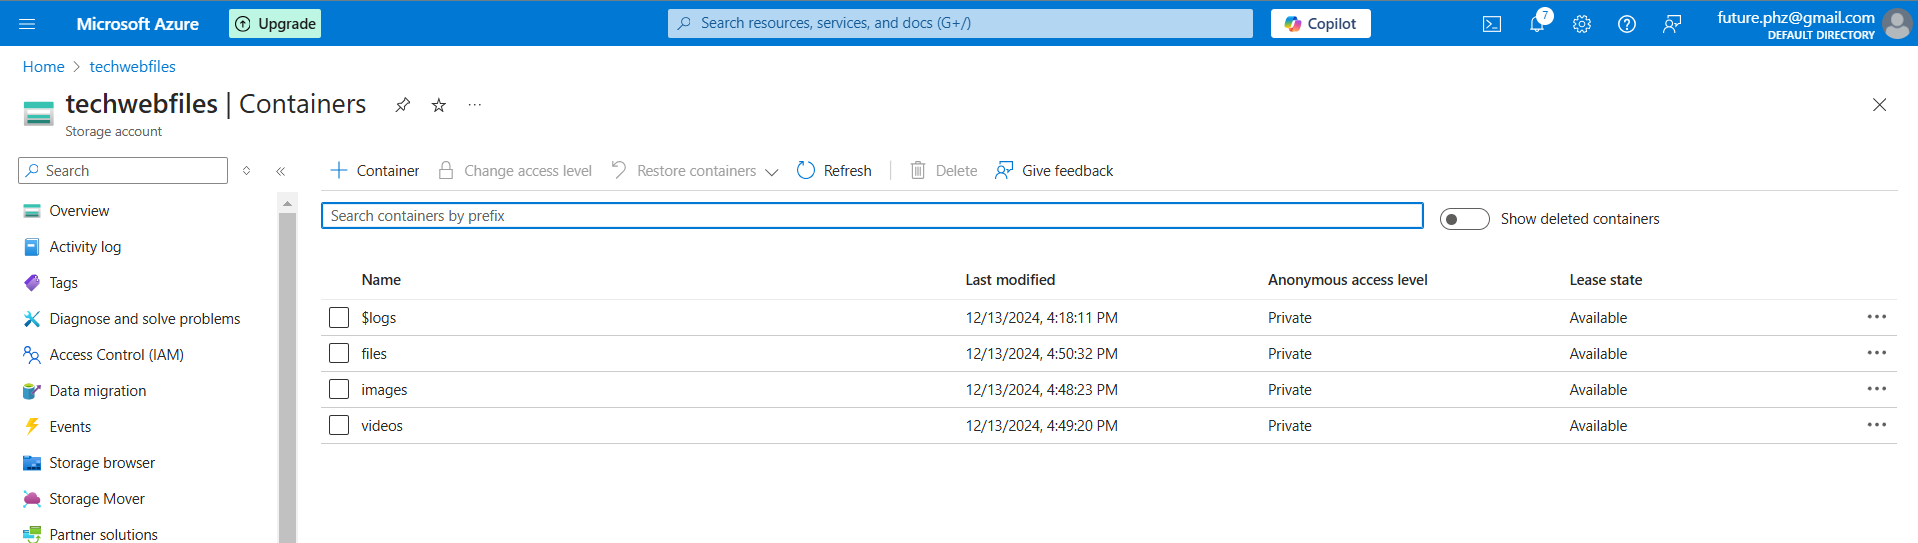 Microsoft Azure Upgrade Search resources, services, and docs (G+/) Copilot 7 future.phz@gmail.com
DEFAULT DIRECTORY
Home > techwebfiles
techwebfiles | Containers ...
Storage account
Search « + Container Change access level Restore containers Refresh Delete Give feedback
Overview
Search containers by prefix Show deleted containers
Activity log
Tags
Diagnose and solve problems
Access Control (IAM)
Data migration
Events
Storage browser
Storage Mover
Partner solutions
Name Last modified Anonymous access level Lease state
$logs 12/13/2024, 4:18:11 PM Private Available ...
files 12/13/2024, 4:50:32 PM Private Available ...
images 12/13/2024, 4:48:23 PM Private Available ...
videos 12/13/2024, 4:49:20 PM Private Available ...